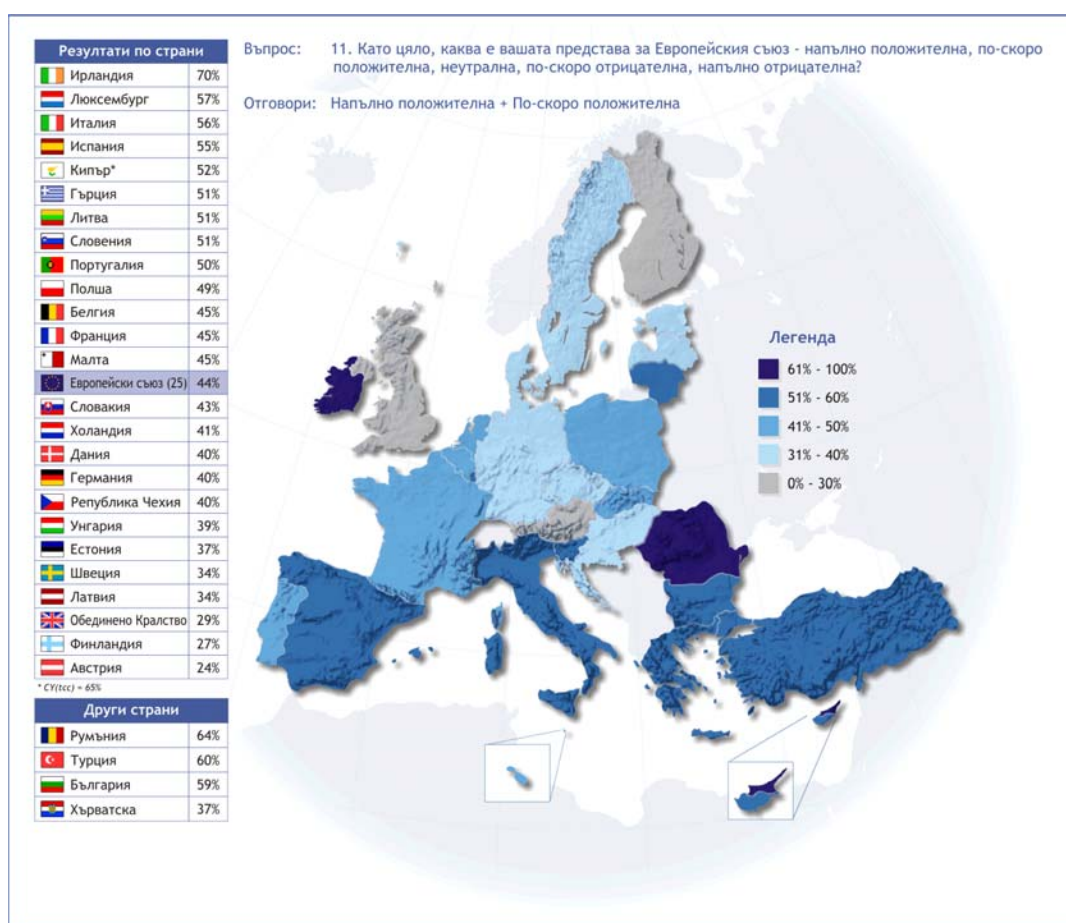 Резултати по страни
Ирландия 70%
Люксембург 57%
Италия 56%
Испания 55%
Кипър* 52%
Гърция 51%
Литва 51%
Словения 51%
Португалия 50%
Полша 49%
Белгия 45%
Франция 45%
Малта 45%
Европейски съюз (25) 44%
Словакия 43%
Холандия 41%
Дания 40%
Германия 40%
Република Чехия 40%
Унгария 39%
Естония 37%
Швеция 34%
Латвия 34%
Обединено Кралство 29%
Финландия 27%
Австрия 24%
* CY(tcc) = 65%
Други страни
Румъния 64%
Турция 60%
България 59%
Хърватска 37%
Въпрос: 11. Като цяло, каква е вашата представа за Европейския съюз - напълно положителна, по-скоро
положителна, неутрална, по-скоро отрицателна, напълно отрицателна?
Отговори: Напълно положителна + По-скоро положителна
Легенда
61% - 100%
51% - 60%
41% - 50%
31% - 40%
0% - 30%